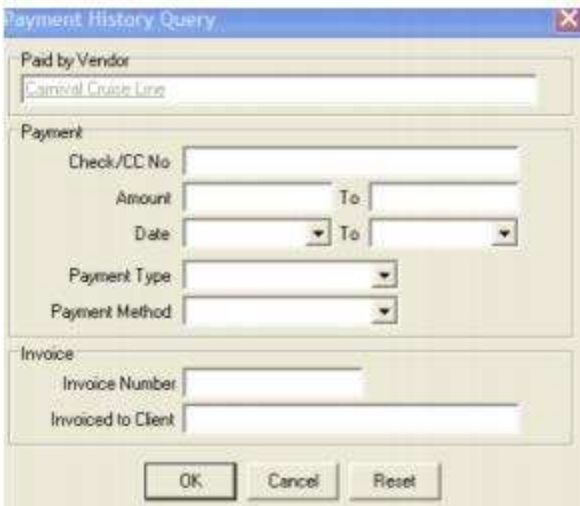 Payment History Query
Paid by Vendor
Carnival Cruise Line
Payment
Check/CC No
Amount To
Date To
Payment Type
Payment Method
Invoice
Invoice Number
Invoiced to Client
OK Cancel Reset